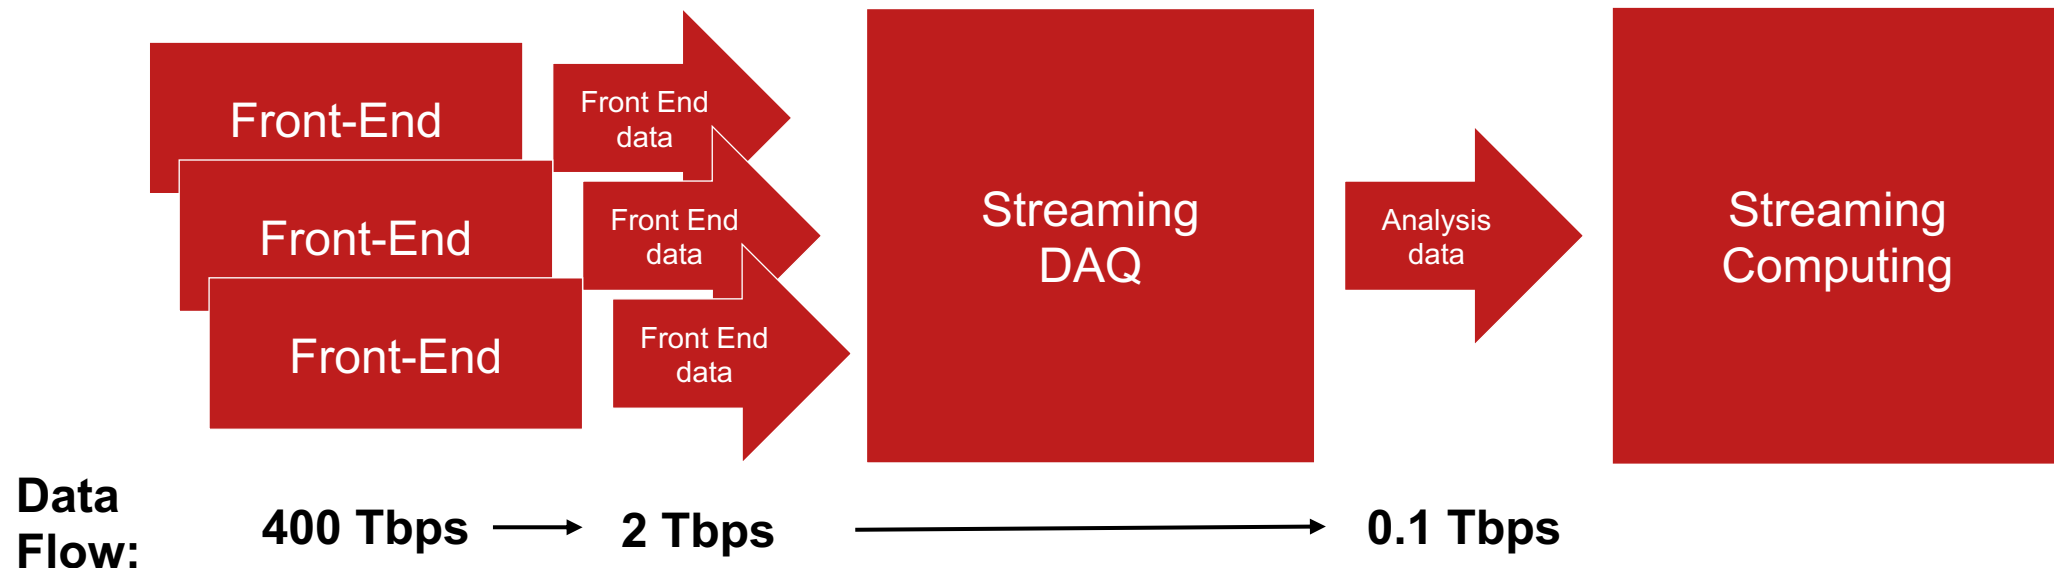 Front-End
Front End
data
Front-End
Front End
data
Front-End
Front End
data
Streaming
DAQ
Analysis
data
Streaming
Computing
Data
Flow:
400 Tbps
2 Tbps
0.1 Tbps